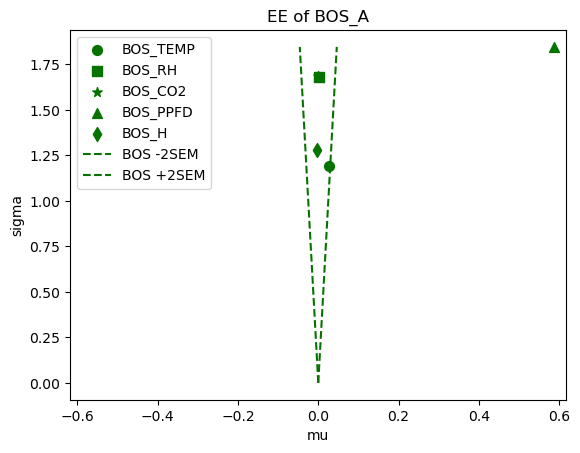 EE of BOS_A
BOS_TEMP
BOS_RH
BOS_CO2
BOS_PPFD
BOS_H
BOS -2SEM
BOS +2SEM
sigma
1.75
1.50
1.25
1.00
0.75
0.50
0.25
0.00
−0.6
−0.4
−0.2
0.0
0.2
0.4
0.6
mu